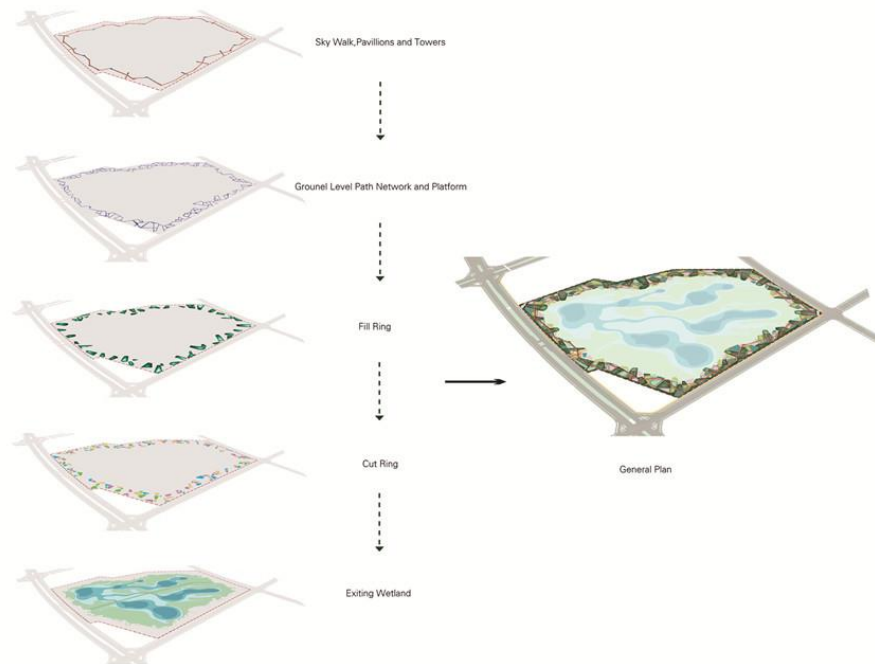 Sky Walk,Pavillions and Towers
Grounel Level Path Network and Platform
Fill Ring
Cut Ring
General Plan
Exiting Wetland